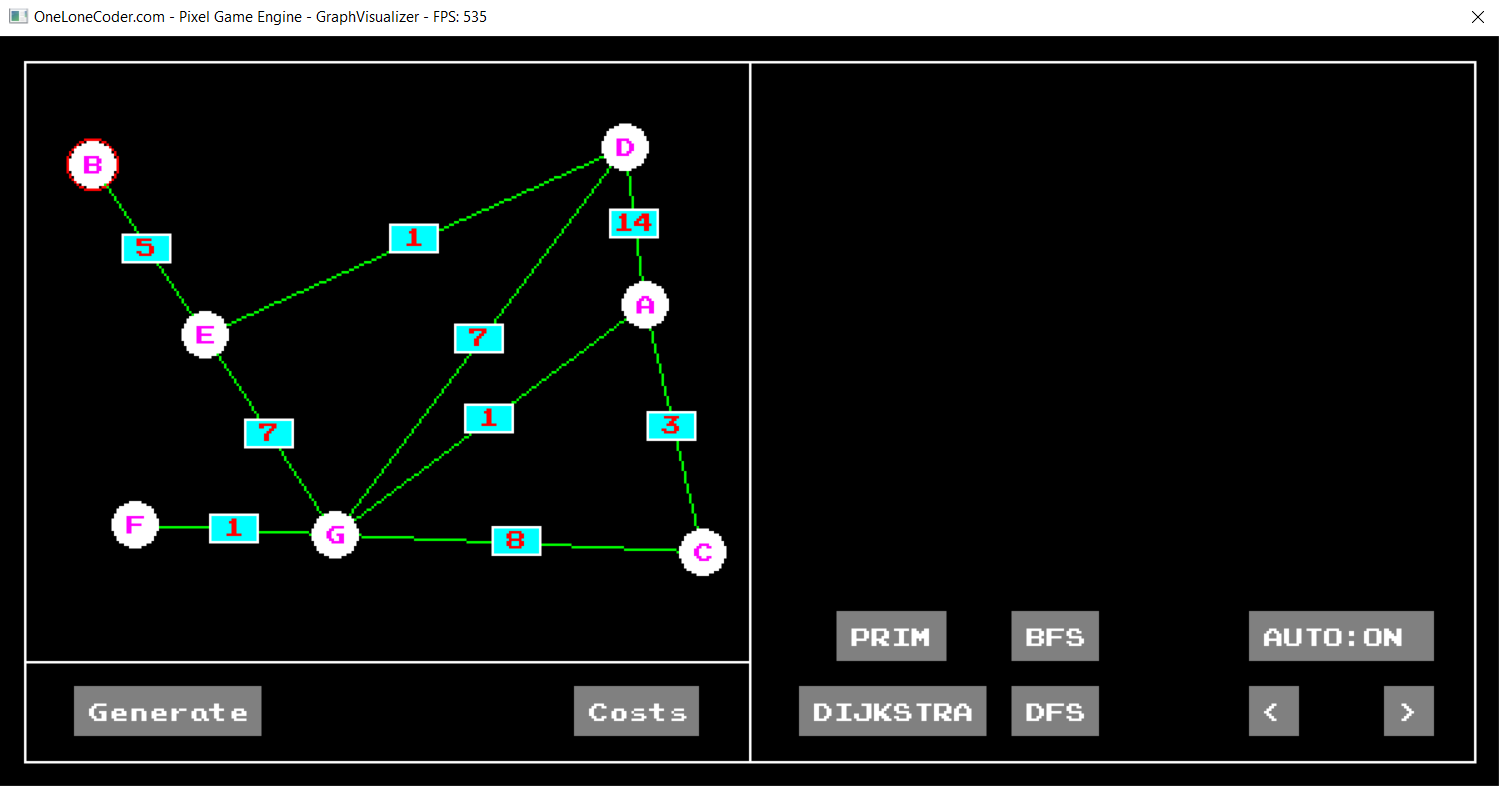 OneLoneCoder.com - Pixel Game Engine - GraphVisualizer - FPS: 535
D
B
14
1
5
A
E
7
1
3
7
F
1
G
8
C
PRIM
BFS
AUTO:ON
Generate
Costs
DIJKSTRA
DFS
<
>